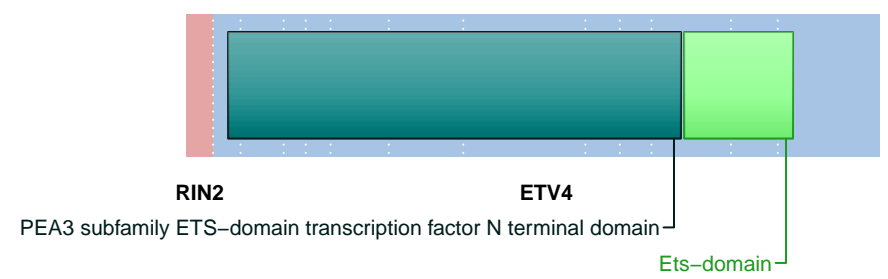 RIN2 ETV4
PEA3 subfamily ETS−domain transcription factor N terminal domain
Ets−domain